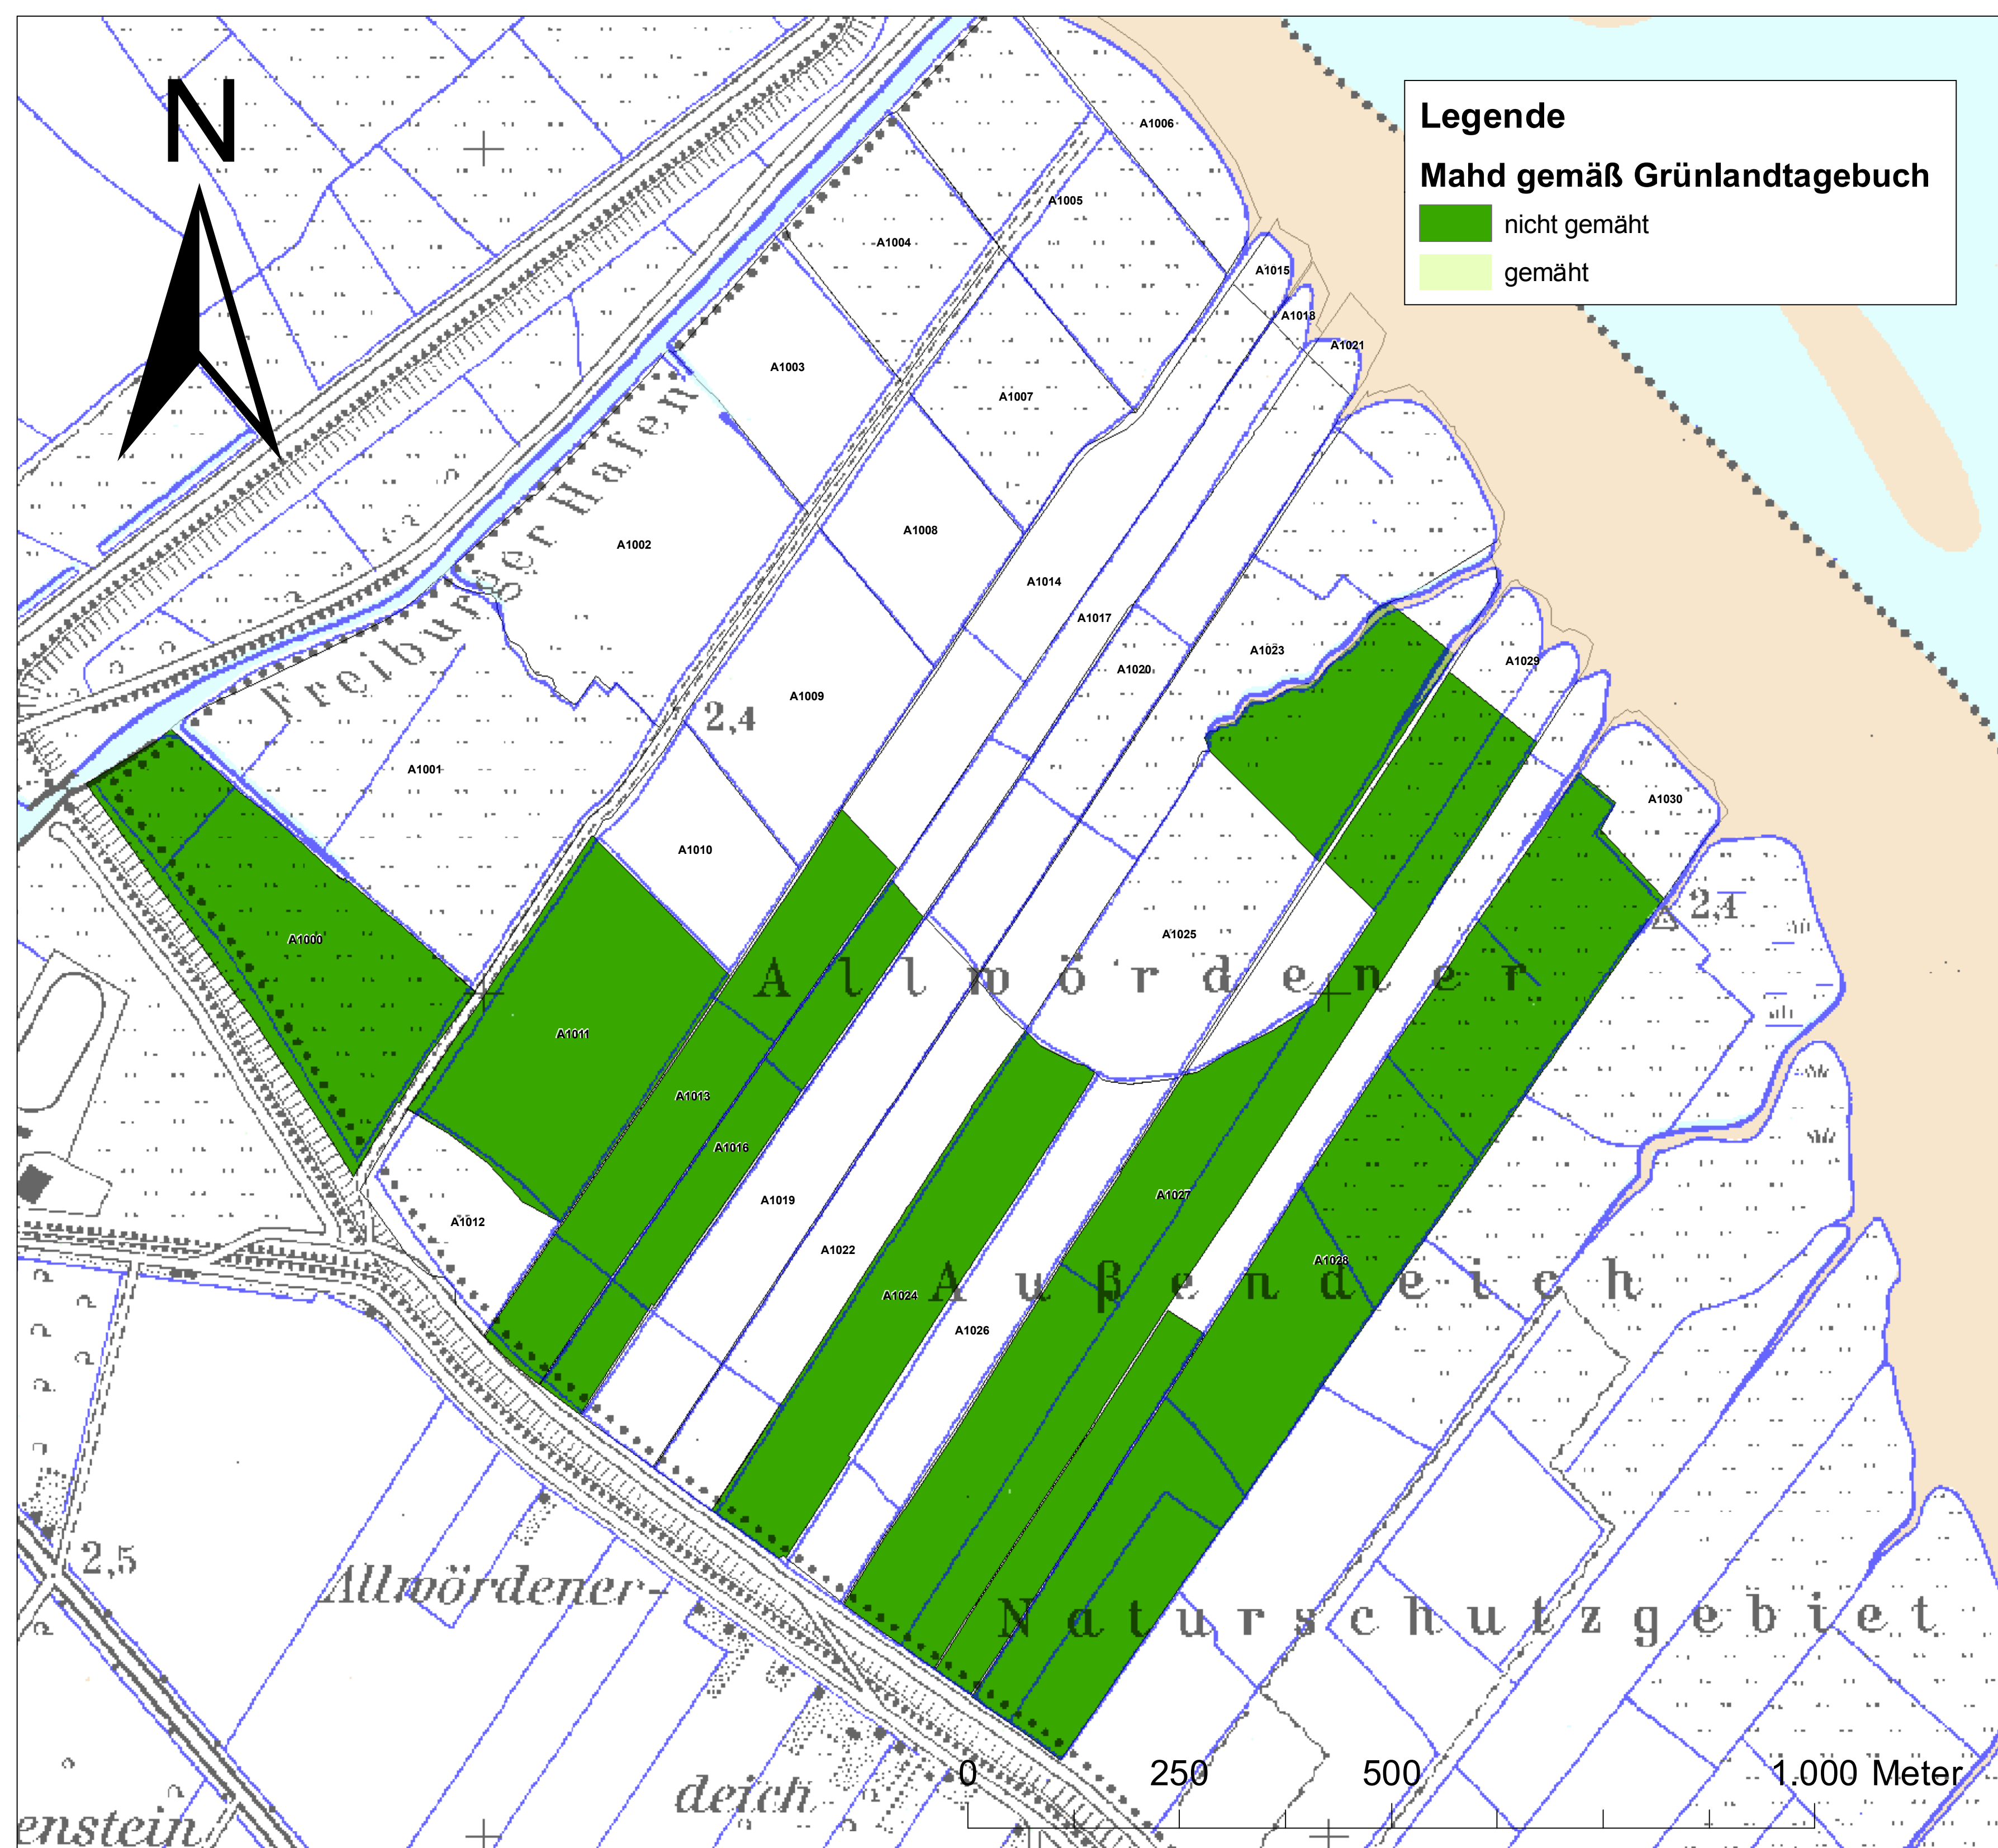 N
Legende
Mahd gemäß Grünlandtagebuch
nicht gemäht
gemäht
A1006
A1005
A1004
A1015
A1018
A1021
A1003
A1007
Freiburger Hafen
A1002
A1008
A1014
A1017
A1023
A1029
A1020
A1009
2,4
A1001
A1030
A1010
2,4
A1025
A1000
Allwördener
A1011
A1013
A1016
A1027
A1019
A1012
A1022
A1028
Außendeich
A1024
A1026
2,5
Allwördener-
Naturschutzgebiet
deich
0 250 500 1.000 Meter
enstein